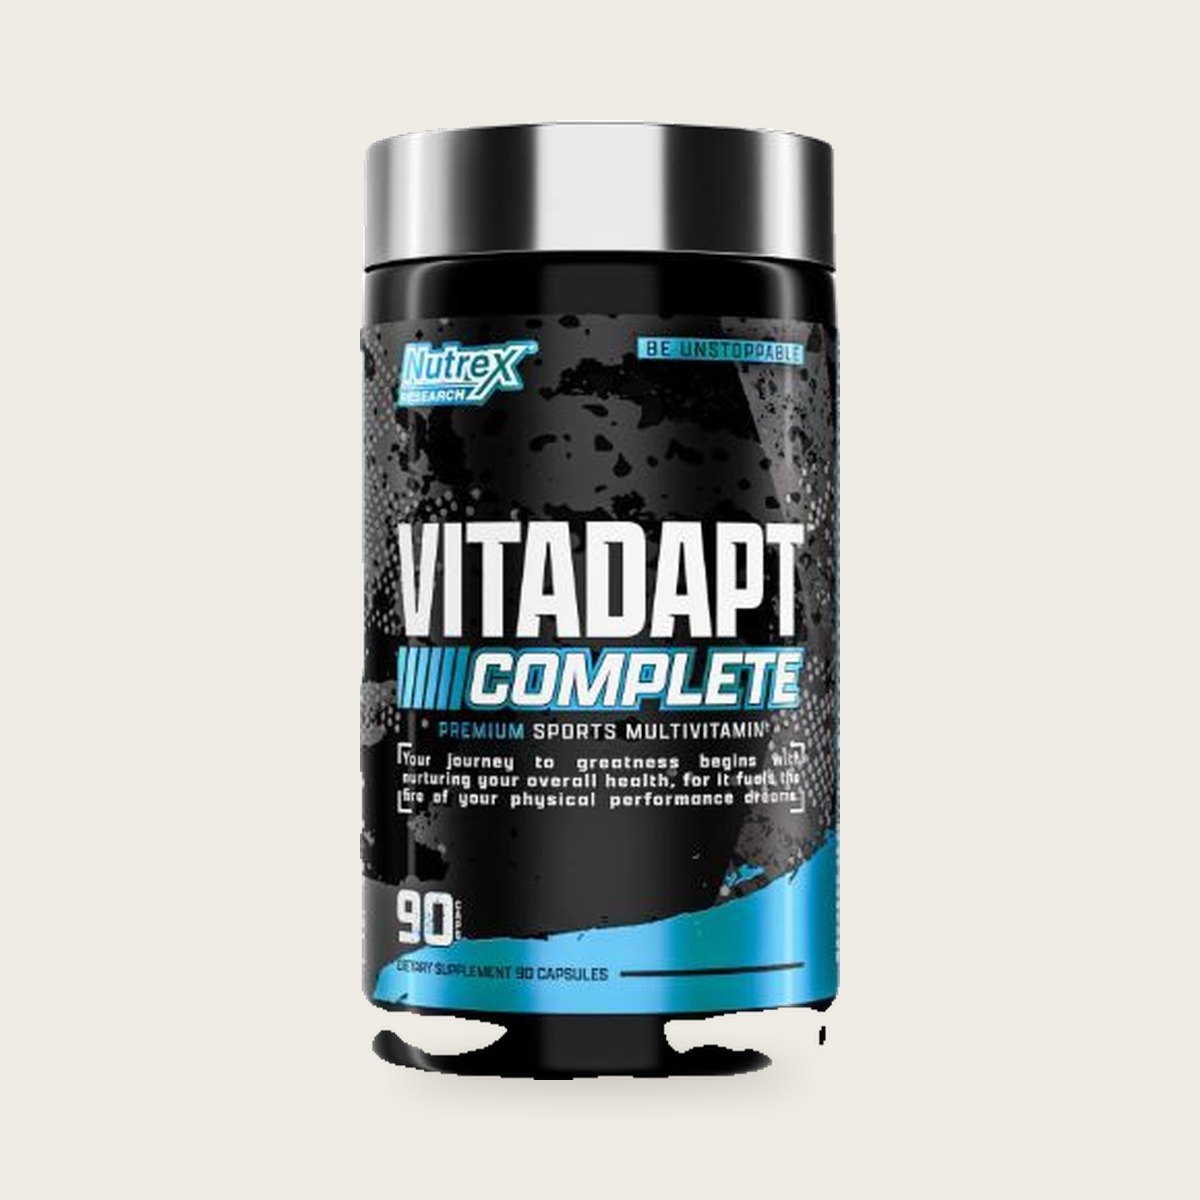 Nutrex®
RESEARCH
BE UNSTOPPABLE
VITADAPT
COMPLETE
PREMIUM SPORTS MULTIVITAMIN
Your journey to greatness begins with
nurturing your overall health, for it fuels the
fire of your physical performance dreams.
90
DIETARY SUPPLEMENT 90 CAPSULES